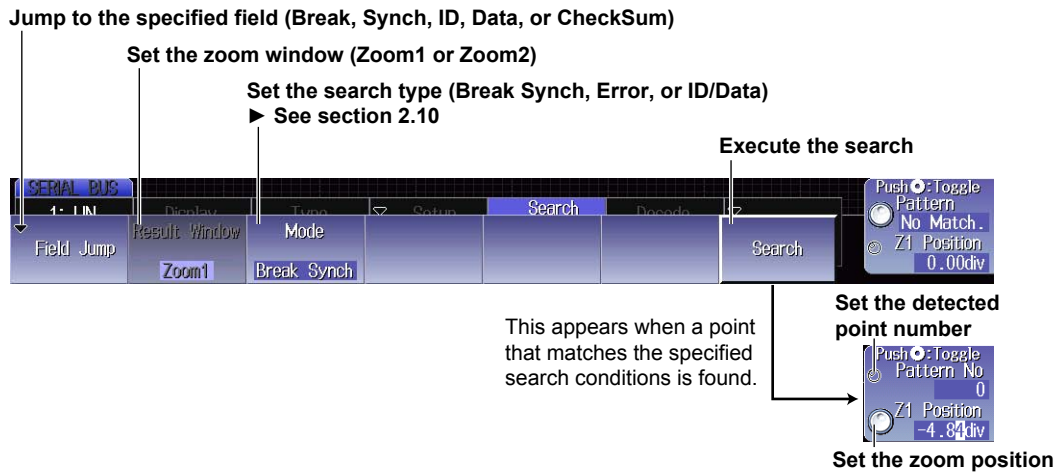 Jump to the specified field (Break, Synch, ID, Data, or CheckSum)
Set the zoom window (Zoom1 or Zoom2)
Set the search type (Break Synch, Error, or ID/Data)
► See section 2.10
Execute the search
SERIAL BUS
1: LIN Display Type Setup Search Decode
Field Jump
Result Window
Zoom1
Mode
Break Synch
Search
Push :Toggle
Pattern
No Match.
Z1 Position
0.00div
This appears when a point
that matches the specified
search conditions is found.
Set the detected
point number
Push :Toggle
Pattern No
0
Z1 Position
-4.84div
Set the zoom position